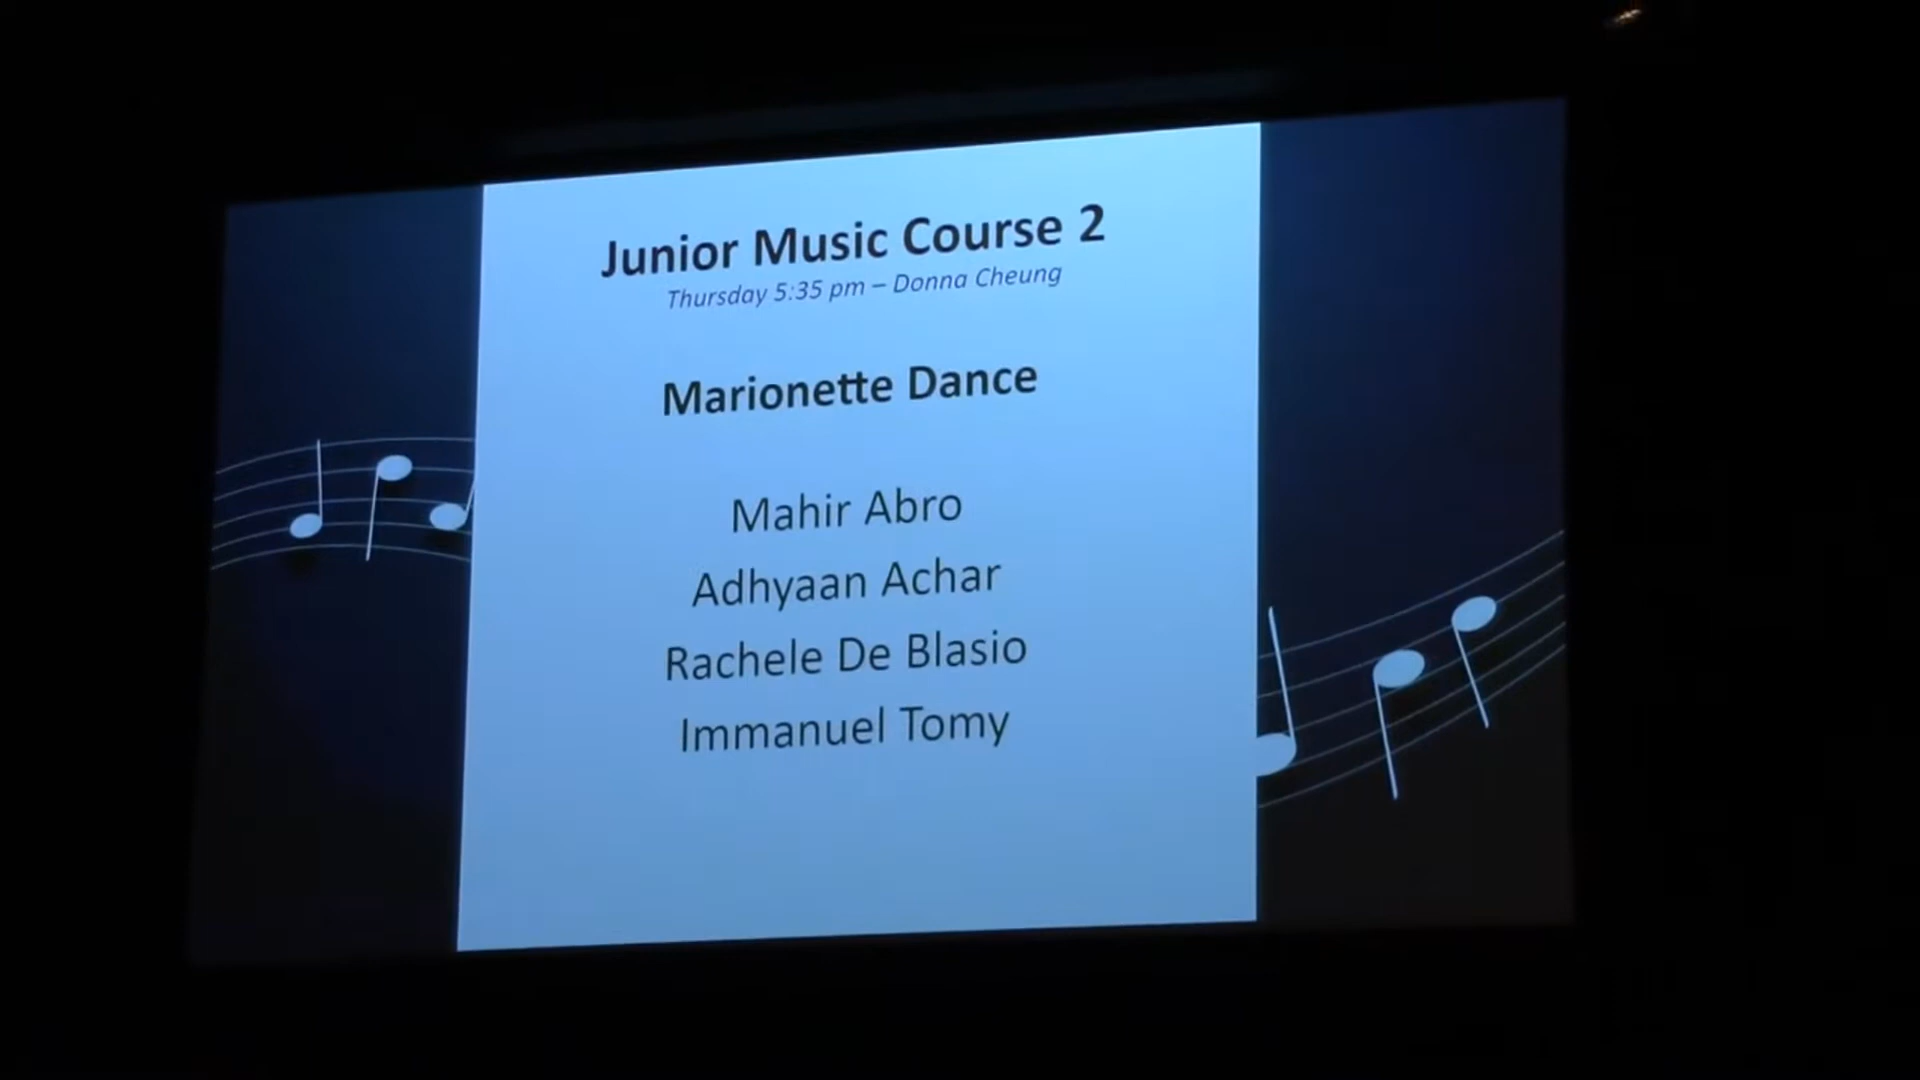 Junior Music Course 2
Thursday 5:35 pm – Donna Cheung
Marionette Dance
Mahir Abro
Adhyaan Achar
Rachele De Blasio
Immanuel Tomy